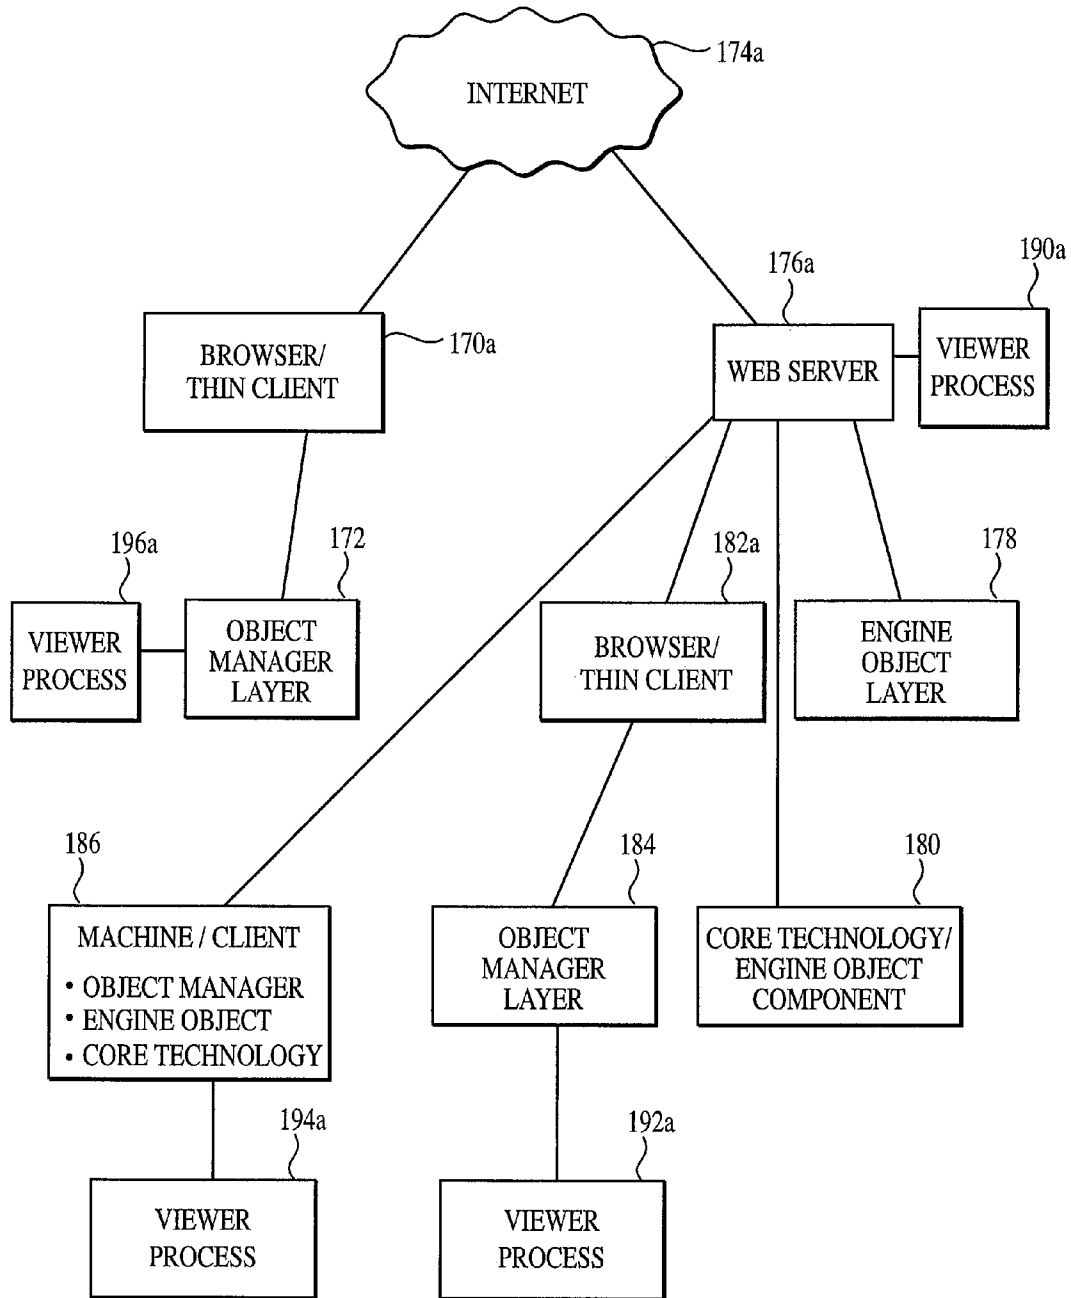 174a
INTERNET
190a
176a
BROWSER/
THIN CLIENT
170a
WEB SERVER
VIEWER
PROCESS
196a
172
182a
178
VIEWER
PROCESS
OBJECT
MANAGER
LAYER
BROWSER/
THIN CLIENT
ENGINE
OBJECT
LAYER
186
184
180
MACHINE / CLIENT
• OBJECT MANAGER
• ENGINE OBJECT
• CORE TECHNOLOGY
OBJECT
MANAGER
LAYER
CORE TECHNOLOGY/
ENGINE OBJECT
COMPONENT
194a
192a
VIEWER
PROCESS
VIEWER
PROCESS